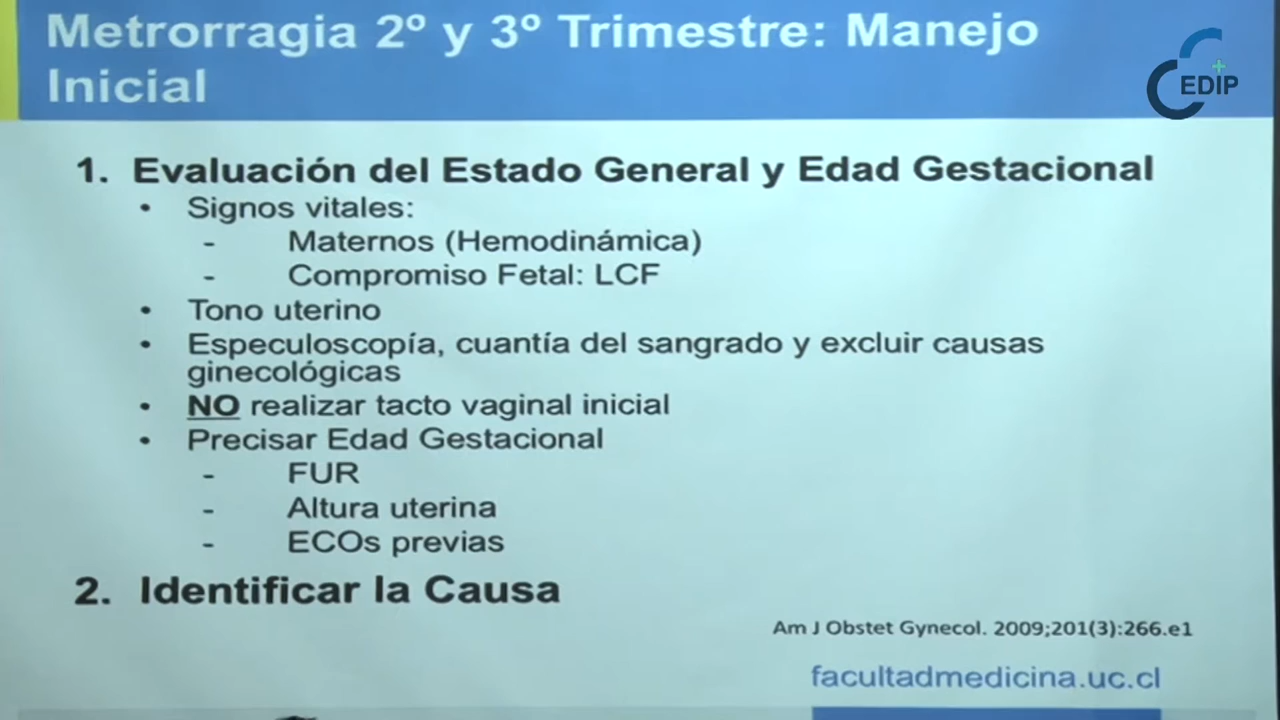 Metrorragia 2º y 3º Trimestre: Manejo
Inicial
EDIP
1. Evaluación del Estado General y Edad Gestacional
• Signos vitales:
- Maternos (Hemodinámica)
- Compromiso Fetal: LCF
• Tono uterino
• Especuloscopía, cuantía del sangrado y excluir causas
ginecológicas
• NO realizar tacto vaginal inicial
• Precisar Edad Gestacional
- FUR
- Altura uterina
- ECOs previas
2. Identificar la Causa
Am J Obstet Gynecol. 2009;201(3):266.e1
facultadmedicina.uc.cl